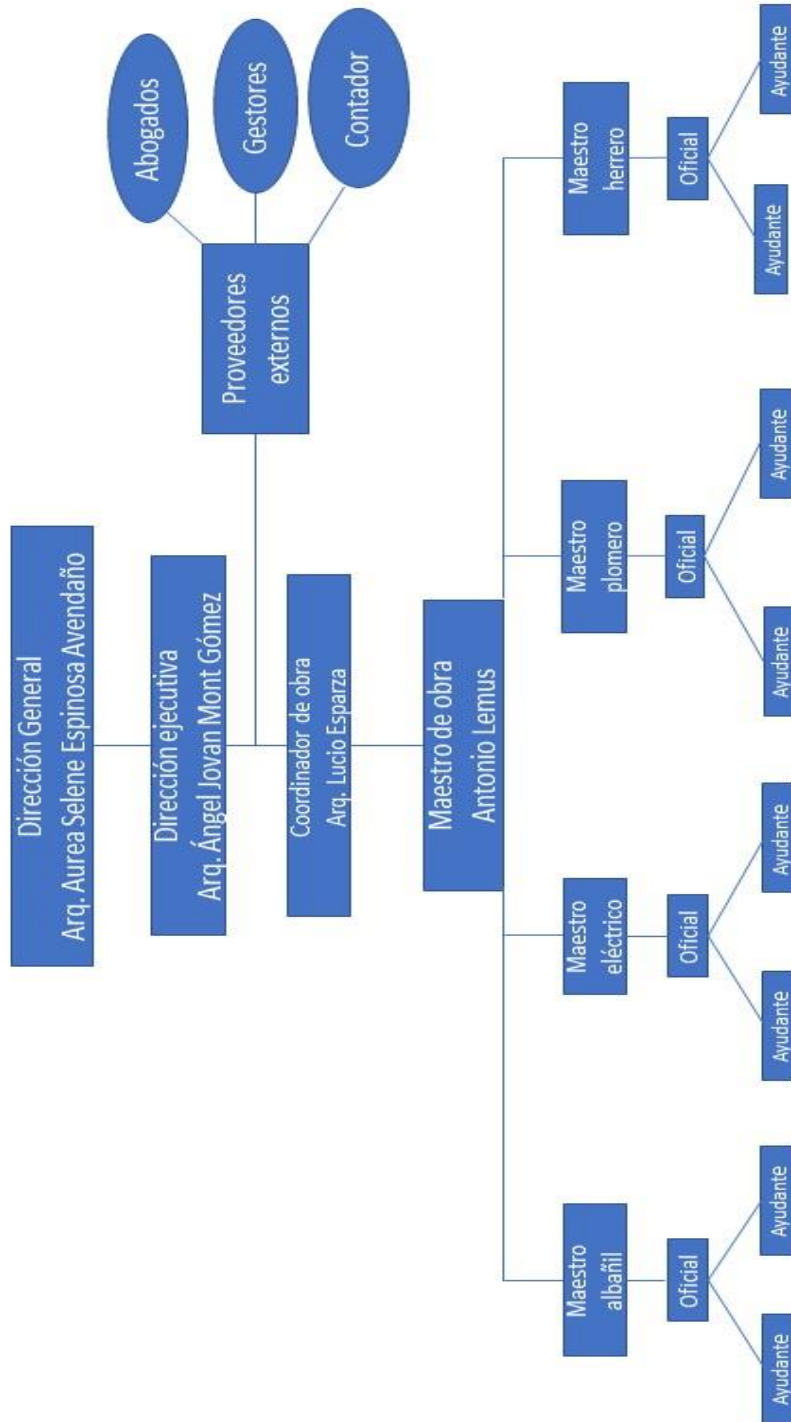 Dirección General
Arq. Aurea Selene Espinosa Avendaño
Dirección ejecutiva
Arq. Ángel Jovan Mont Gómez
Proveedores
externos
Abogados
Gestores
Contador
Coordinador de obra
Arq. Lucio Esparza
Maestro de obra
Antonio Lemus
Maestro
albañil
Maestro
eléctrico
Maestro
plomero
Maestro
herrero
Oficial
Oficial
Oficial
Oficial
Ayudante
Ayudante
Ayudante
Ayudante
Ayudante
Ayudante
Ayudante
Ayudante